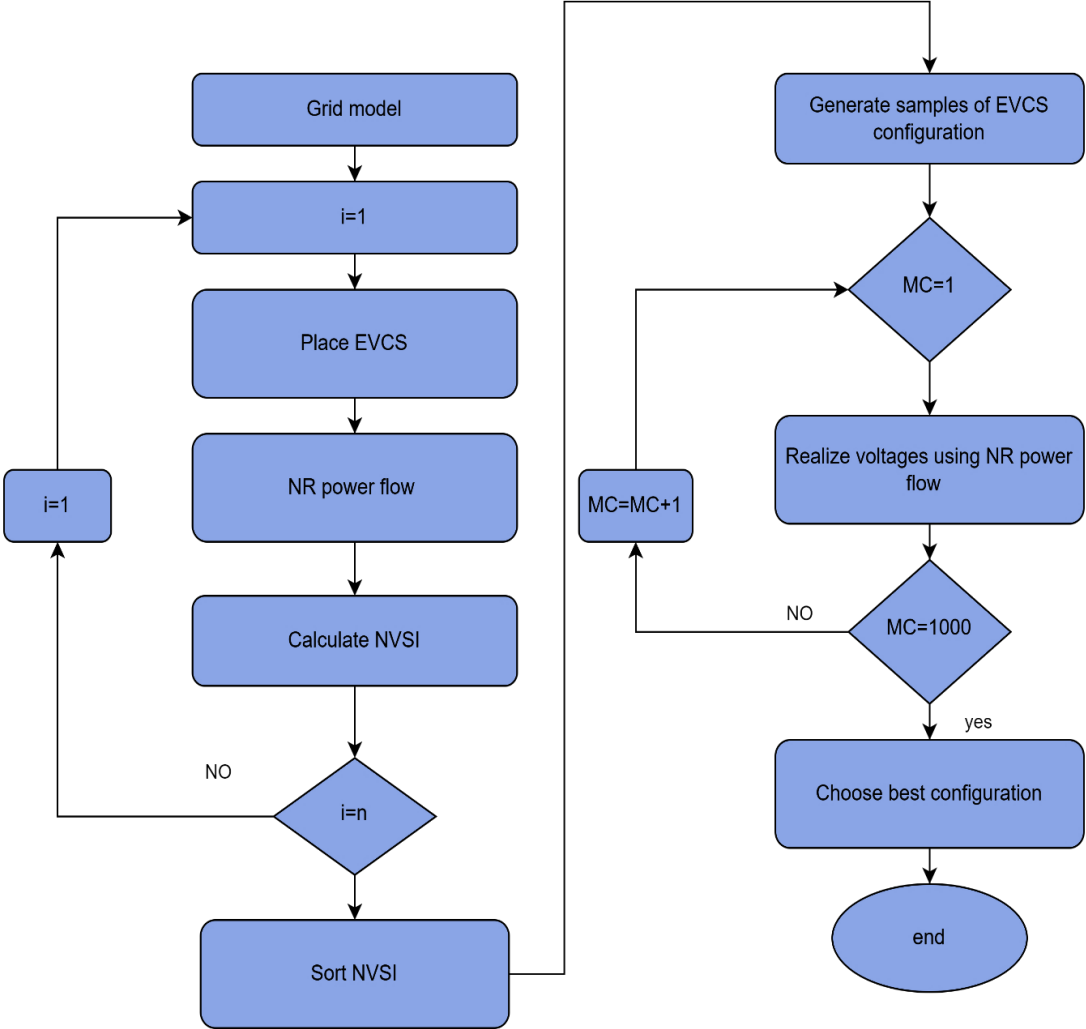 Grid model
i=1
Place EVCS
NR power flow
i=1
Calculate NVSI
NO
i=n
Sort NVSI
Generate samples of EVCS
configuration
MC=1
Realize voltages using NR power
flow
MC=MC+1
NO
MC=1000
yes
Choose best configuration
end